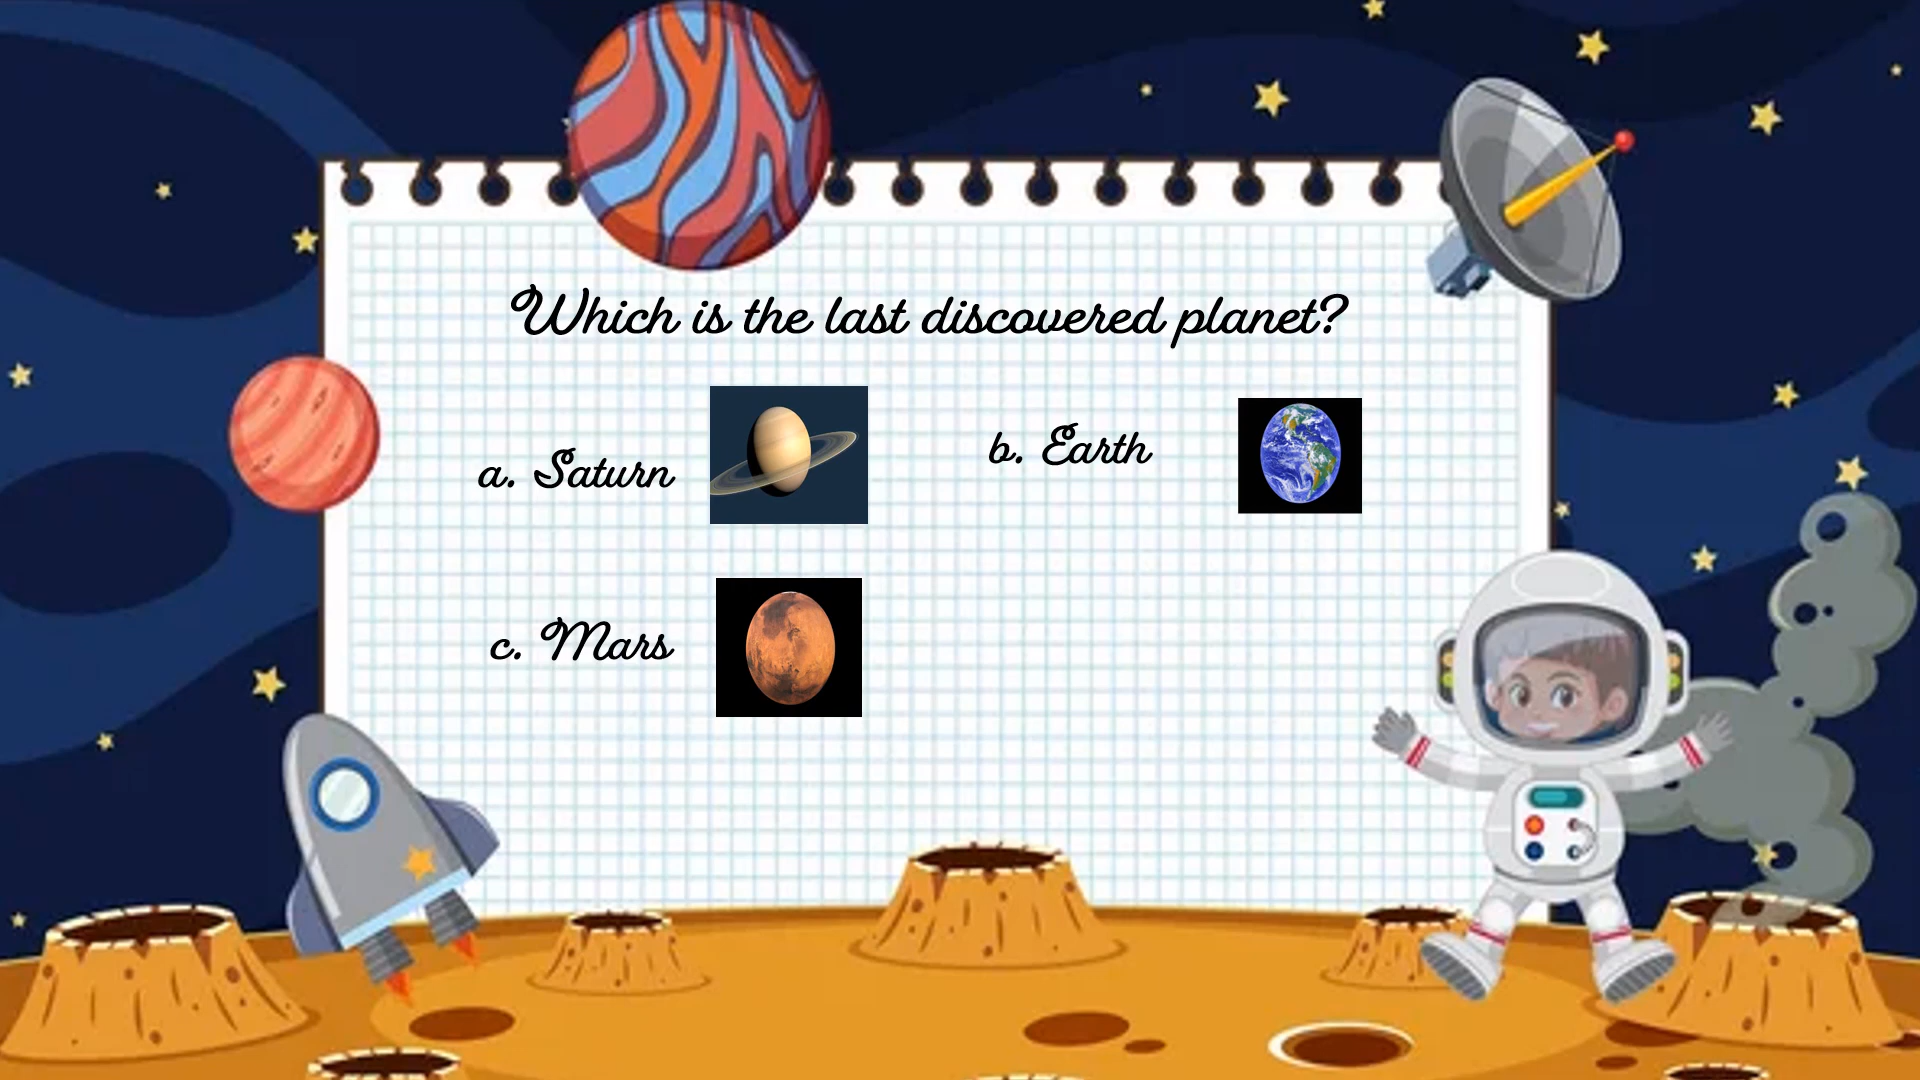 Which is the last discovered planet?
a. Saturn
b. Earth
c. Mars